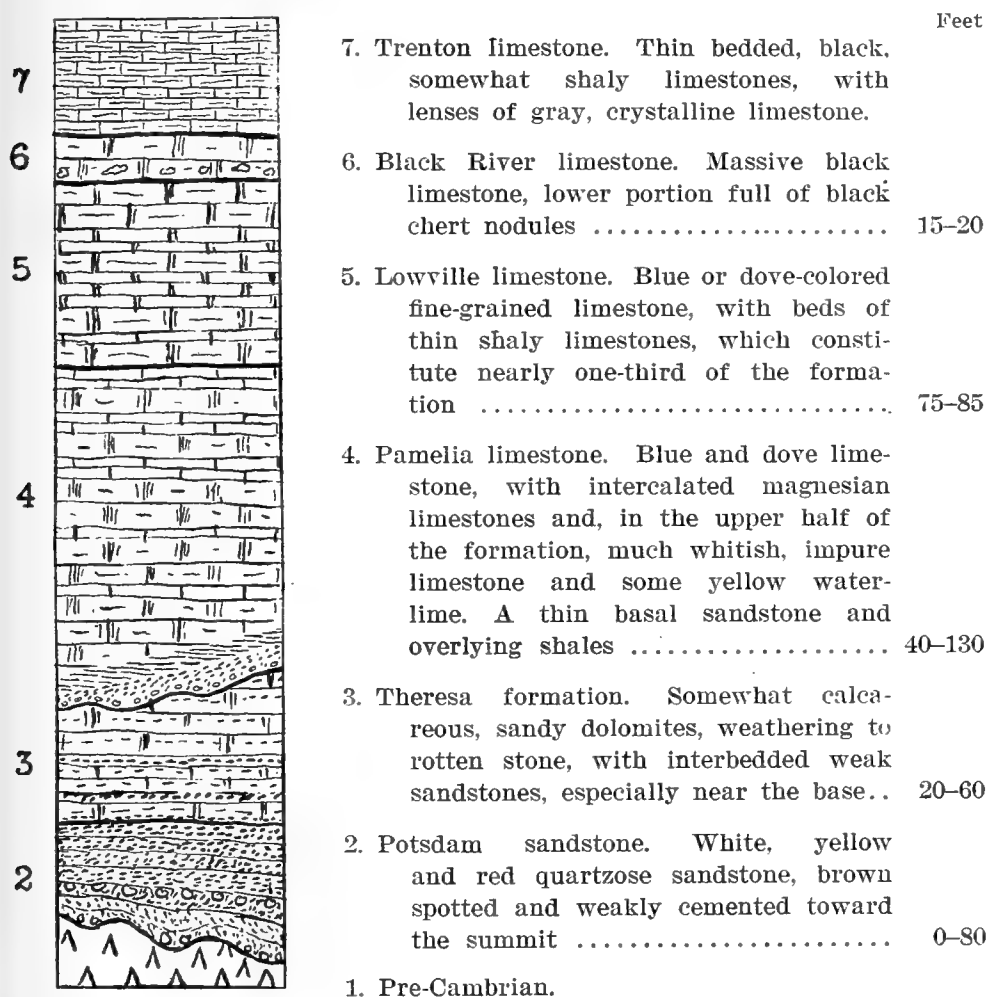 Feet
7. Trenton limestone. Thin bedded, black,
somewhat shaly limestones, with
lenses of gray, crystalline limestone.
6. Black River limestone. Massive black
limestone, lower portion full of black
chert nodules ...................... 15–20
5. Lowville limestone. Blue or dove-colored
fine-grained limestone, with beds of
thin shaly limestones, which consti-
tute nearly one-third of the forma-
tion ............................... 75–85
4. Pamelia limestone. Blue and dove lime-
stone, with intercalated magnesian
limestones and, in the upper half of
the formation, much whitish, impure
limestone and some yellow water-
lime. A thin basal sandstone and
overlying shales .................... 40–130
3. Theresa formation. Somewhat calca-
reous, sandy dolomites, weathering to
rotten stone, with interbedded weak
sandstones, especially near the base.. 20–60
2. Potsdam sandstone. White, yellow
and red quartzose sandstone, brown
spotted and weakly cemented toward
the summit ........................ 0–80
1. Pre-Cambrian.
7
6
5
4
3
2